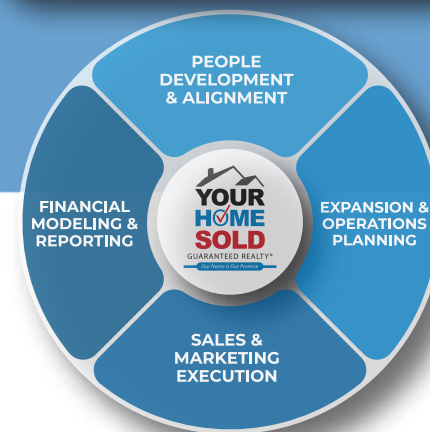 PEOPLE
DEVELOPMENT
& ALIGNMENT
FINANCIAL
MODELING &
REPORTING
YOUR
HOME
SOLD
GUARANTEED REALTY®
Our Name is Our Promise
EXPANSION &
OPERATIONS
PLANNING
SALES &
MARKETING
EXECUTION